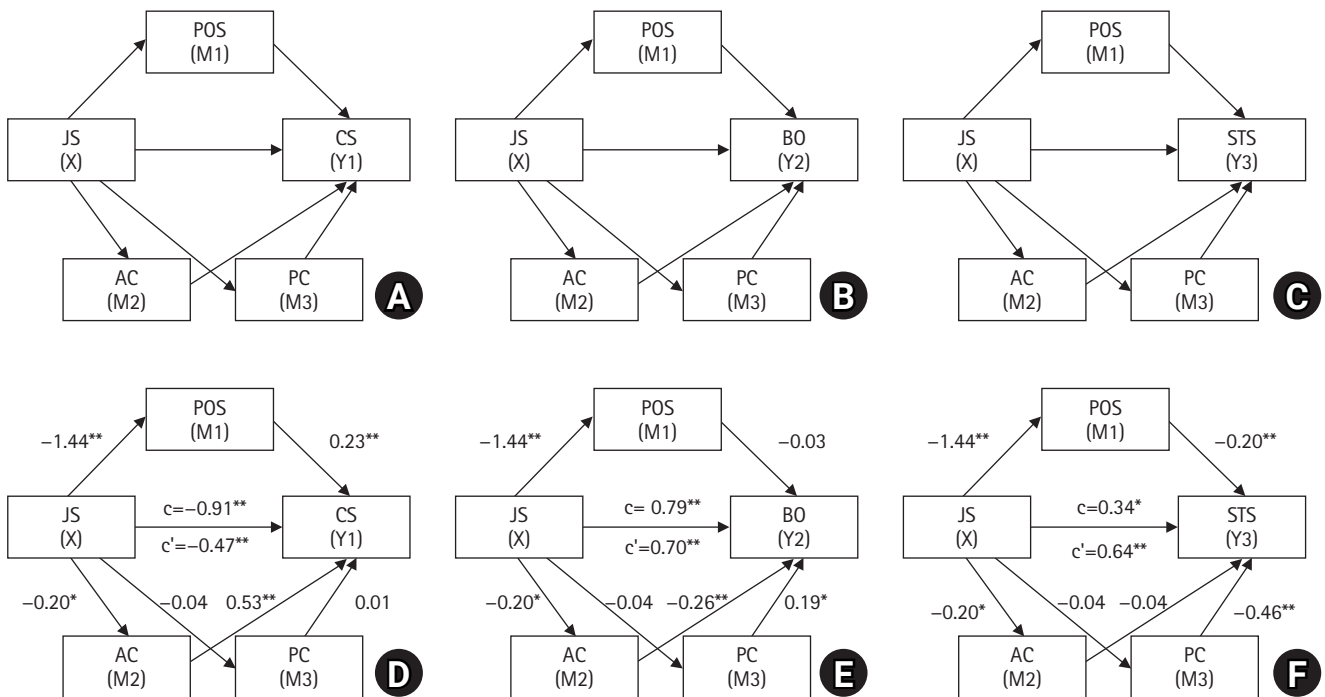 POS
(M1)
JS
(X)
CS
(Y1)
AC
(M2)
PC
(M3)
A
POS
(M1)
JS
(X)
BO
(Y2)
AC
(M2)
PC
(M3)
B
POS
(M1)
JS
(X)
STS
(Y3)
AC
(M2)
PC
(M3)
C
POS
(M1)
−1.44**
0.23**
JS
(X)
c=−0.91**
c'=−0.47**
CS
(Y1)
−0.20*
−0.04
0.53**
0.01
AC
(M2)
PC
(M3)
D
POS
(M1)
−1.44**
−0.03
JS
(X)
c= 0.79**
c'=0.70**
BO
(Y2)
−0.20*
−0.04
−0.26**
0.19*
AC
(M2)
PC
(M3)
E
POS
(M1)
−1.44**
−0.20**
JS
(X)
c=0.34*
c'=0.64**
STS
(Y3)
−0.20*
−0.04
−0.04
−0.46**
AC
(M2)
PC
(M3)
F